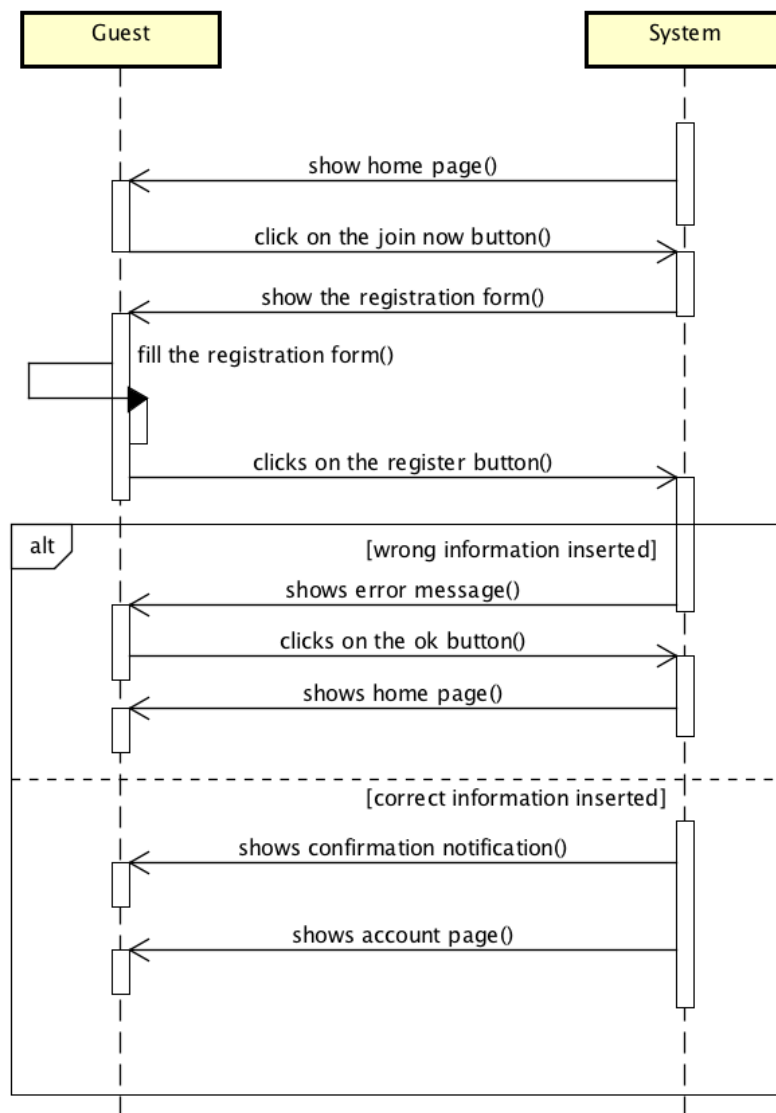 Guest
System
show home page()
click on the join now button()
show the registration form()
fill the registration form()
clicks on the register button()
alt
[wrong information inserted]
shows error message()
clicks on the ok button()
shows home page()
[correct information inserted]
shows confirmation notification()
shows account page()